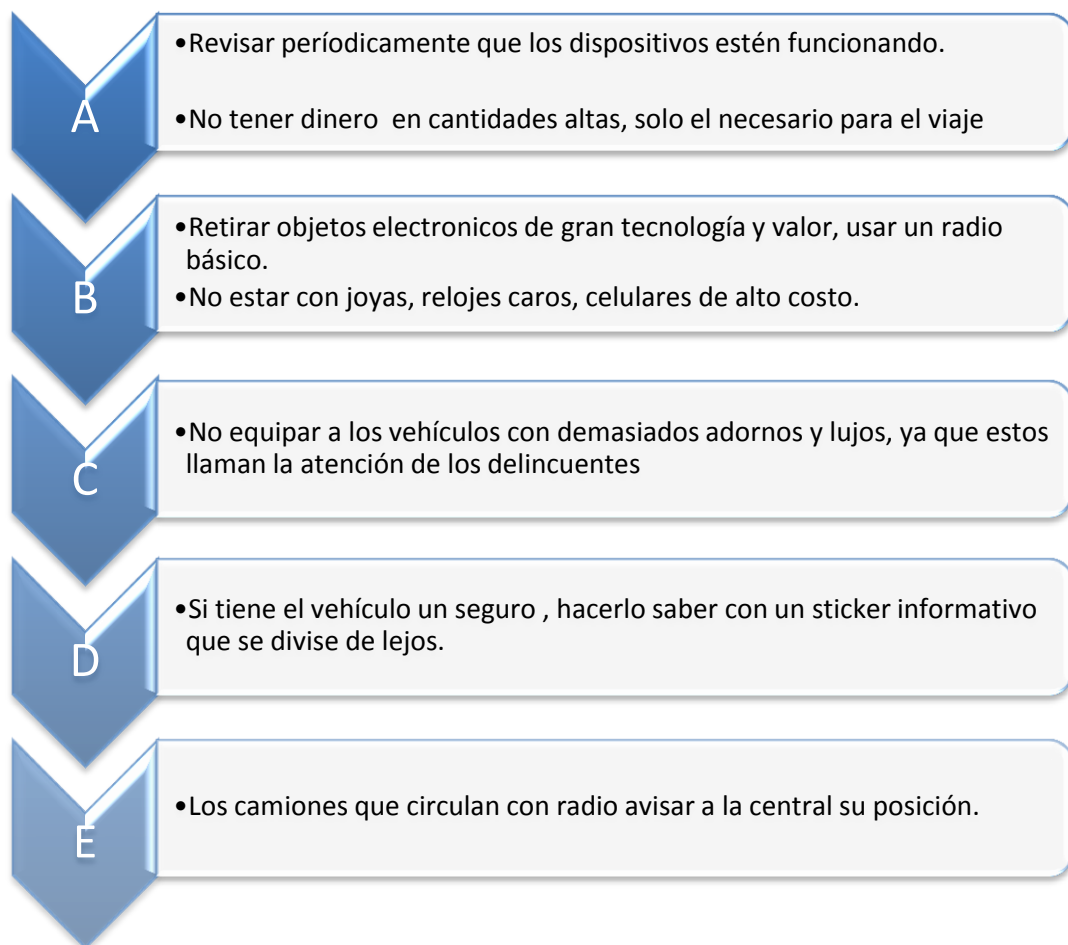 A
•Revisar períodicamente que los dispositivos estén funcionando.
•No tener dinero en cantidades altas, solo el necesario para el viaje
B
•Retirar objetos electronicos de gran tecnología y valor, usar un radio
básico.
•No estar con joyas, relojes caros, celulares de alto costo.
C
•No equipar a los vehículos con demasiados adornos y lujos, ya que estos
llaman la atención de los delincuentes
D
•Si tiene el vehículo un seguro , hacerlo saber con un sticker informativo
que se divise de lejos.
E
•Los camiones que circulan con radio avisar a la central su posición.